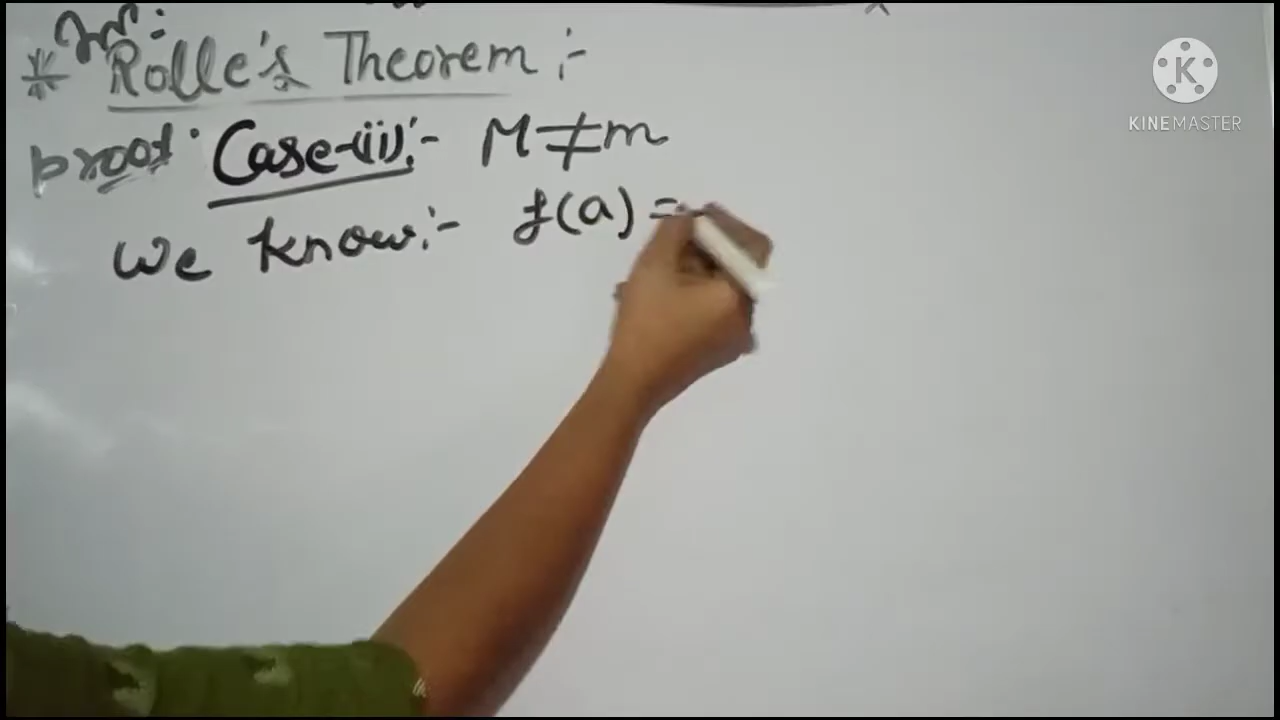 * Rolle's Theorem :-
proof. Case-(ii):- M ≠ m
We know:- f(a) =
K
KINEMASTER